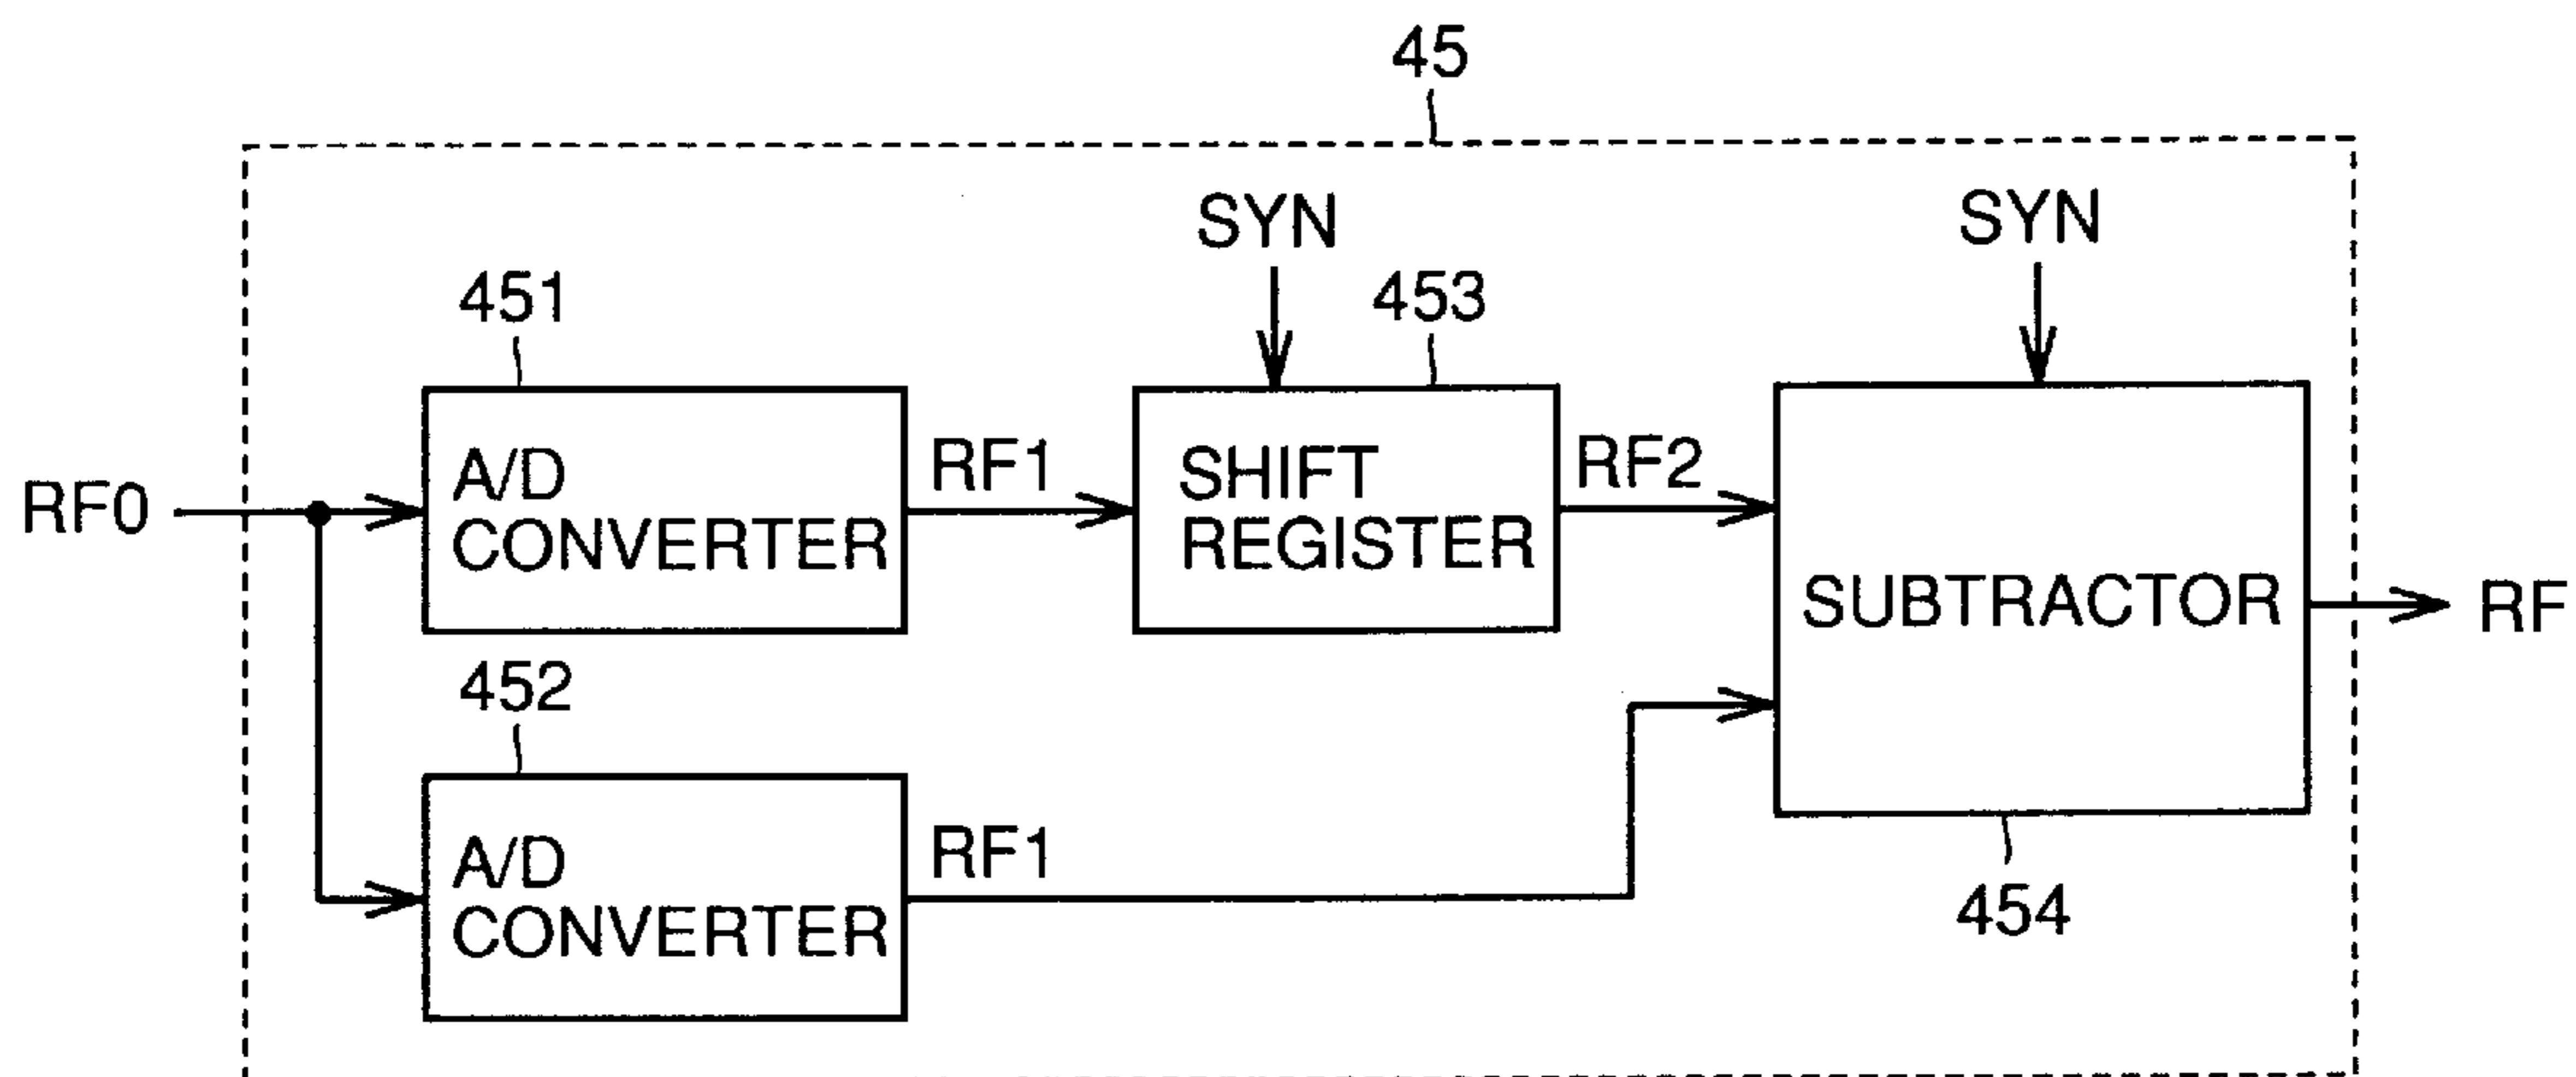 45
SYN
SYN
451
453
A/D
CONVERTER
RF1
SHIFT
REGISTER
RF2
RF0
SUBTRACTOR
RF
452
A/D
CONVERTER
RF1
454